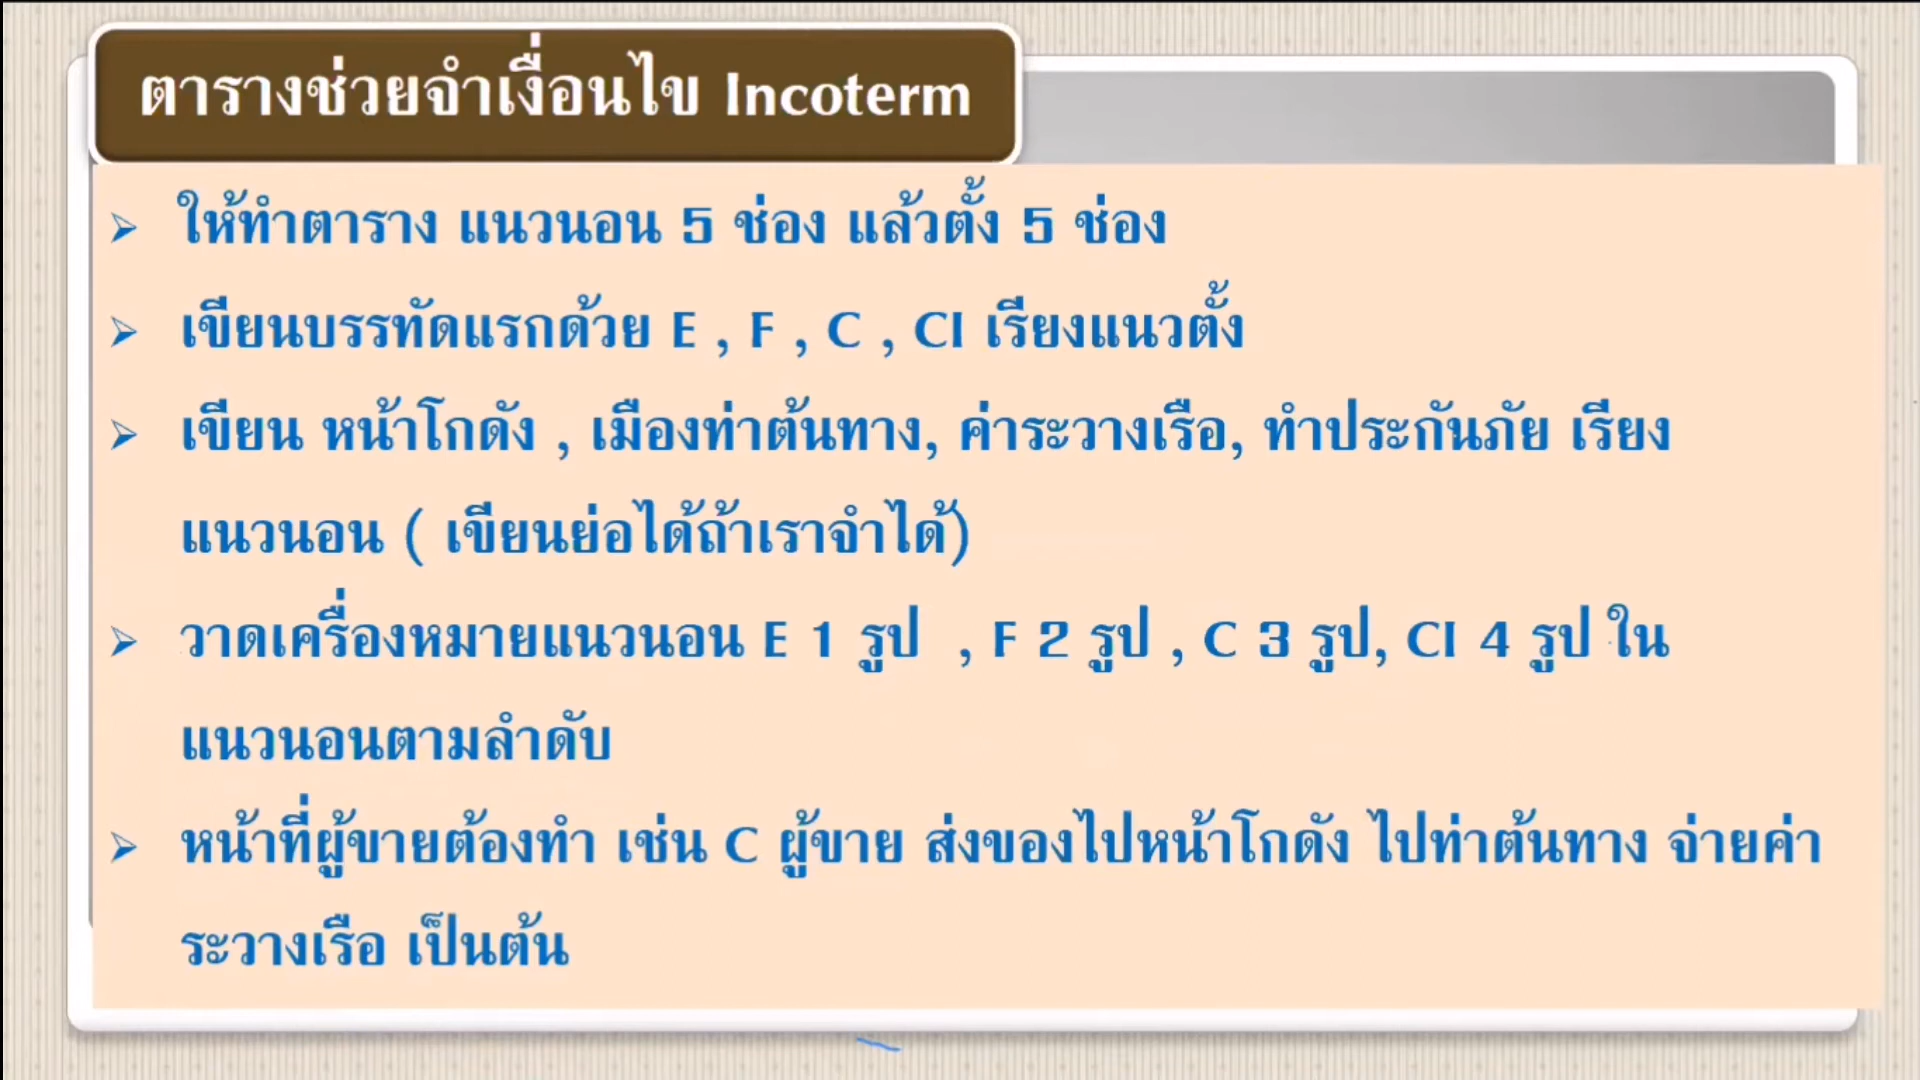 ตารางช่วยจำเงื่อนไข Incoterm
➢ ให้ทำตาราง แนวนอน 5 ช่อง แล้วตั้ง 5 ช่อง
➢ เขียนบรรทัดแรกด้วย E , F , C , CI เรียงแนวตั้ง
➢ เขียน หน้าโกดัง , เมืองท่าต้นทาง, ค่าระวางเรือ, ทำประกันภัย เรียง
แนวนอน ( เขียนย่อได้ถ้าเราจำได้)
➢ วาดเครื่องหมายแนวนอน E 1 รูป , F 2 รูป , C 3 รูป, CI 4 รูป ใน
แนวนอนตามลำดับ
➢ หน้าที่ผู้ขายต้องทำ เช่น C ผู้ขาย ส่งของไปหน้าโกดัง ไปท่าต้นทาง จ่ายค่า
ระวางเรือ เป็นต้น